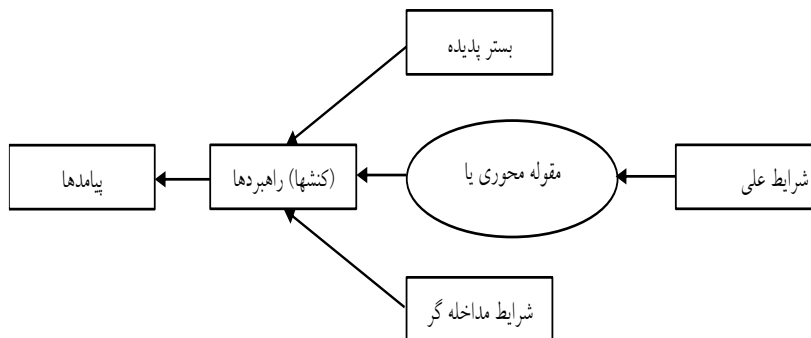 بستر پدیده
شرایط علی
مقوله محوری یا
(کنشها) راهبردها
پیامدها
شرایط مداخله گر